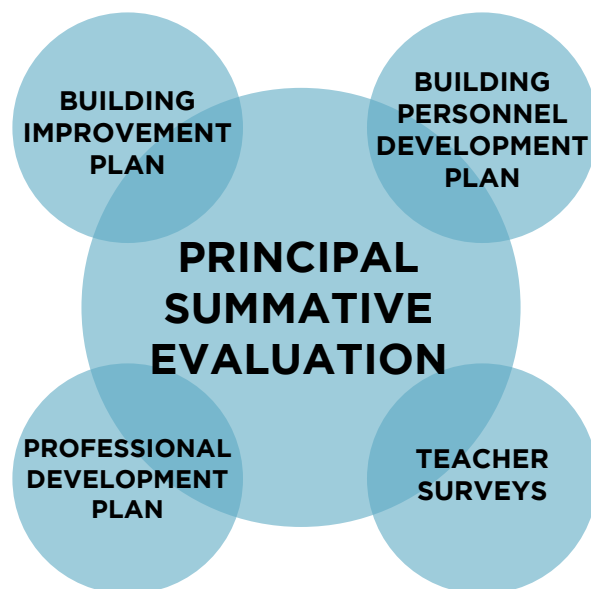 BUILDING
IMPROVEMENT
PLAN
BUILDING
PERSONNEL
DEVELOPMENT
PLAN
PRINCIPAL
SUMMATIVE
EVALUATION
PROFESSIONAL
DEVELOPMENT
PLAN
TEACHER
SURVEYS